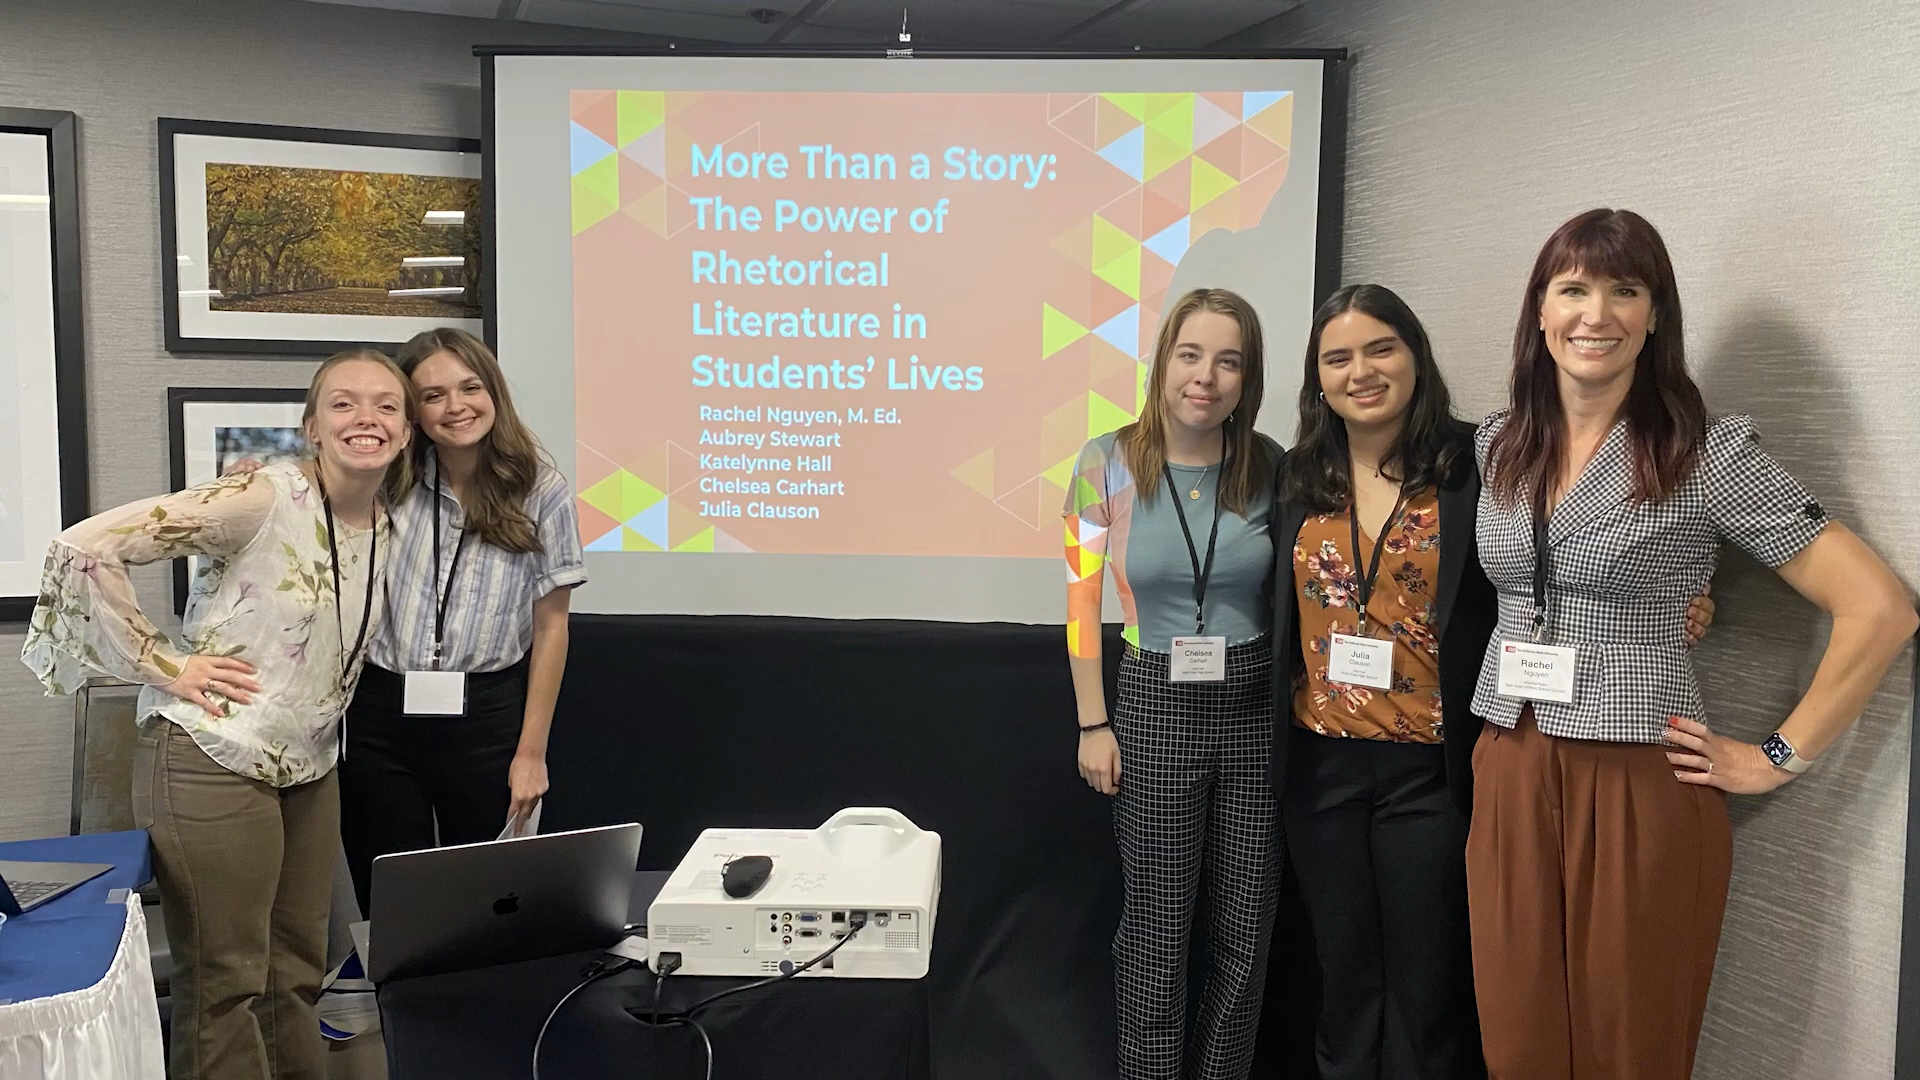 More Than a Story:
The Power of
Rhetorical
Literature in
Students' Lives
Rachel Nguyen, M. Ed.
Aubrey Stewart
Katelynne Hall
Chelsea Carhart
Julia Clauson
Chelsea
Carhart
Julia
Clauson
Rachel
Nguyen